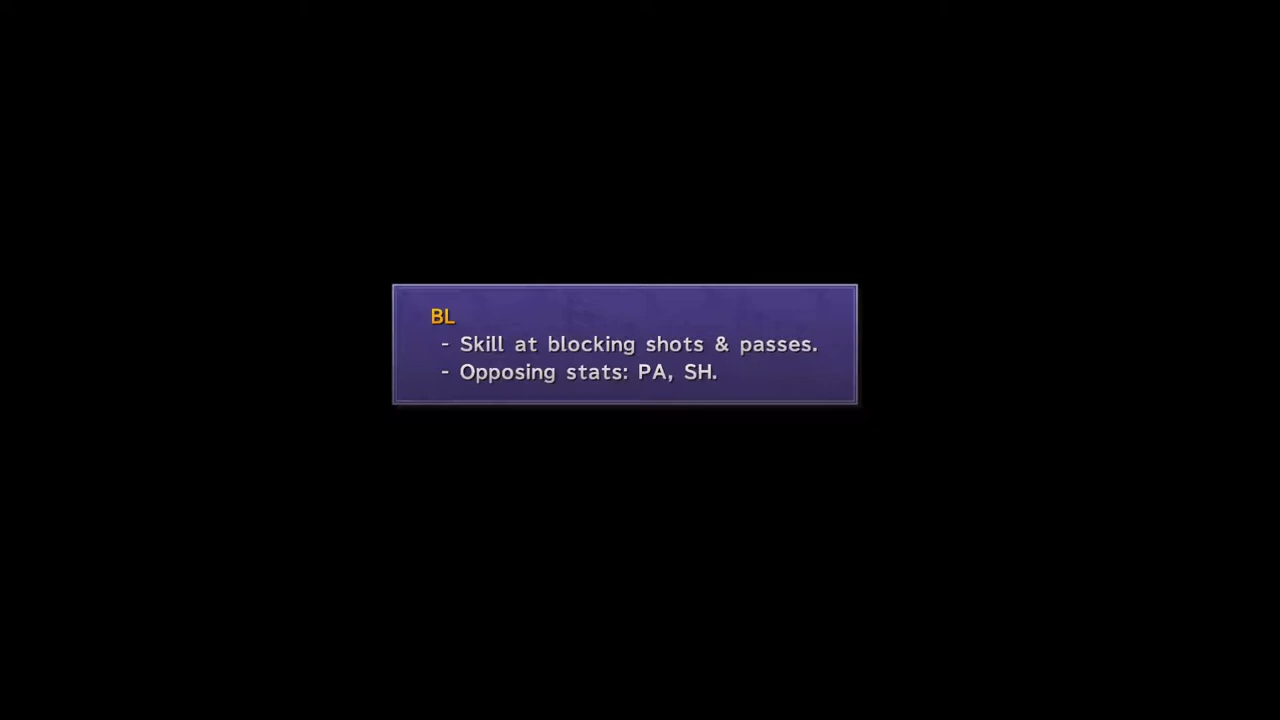 BL
- Skill at blocking shots & passes.
- Opposing stats: PA, SH.